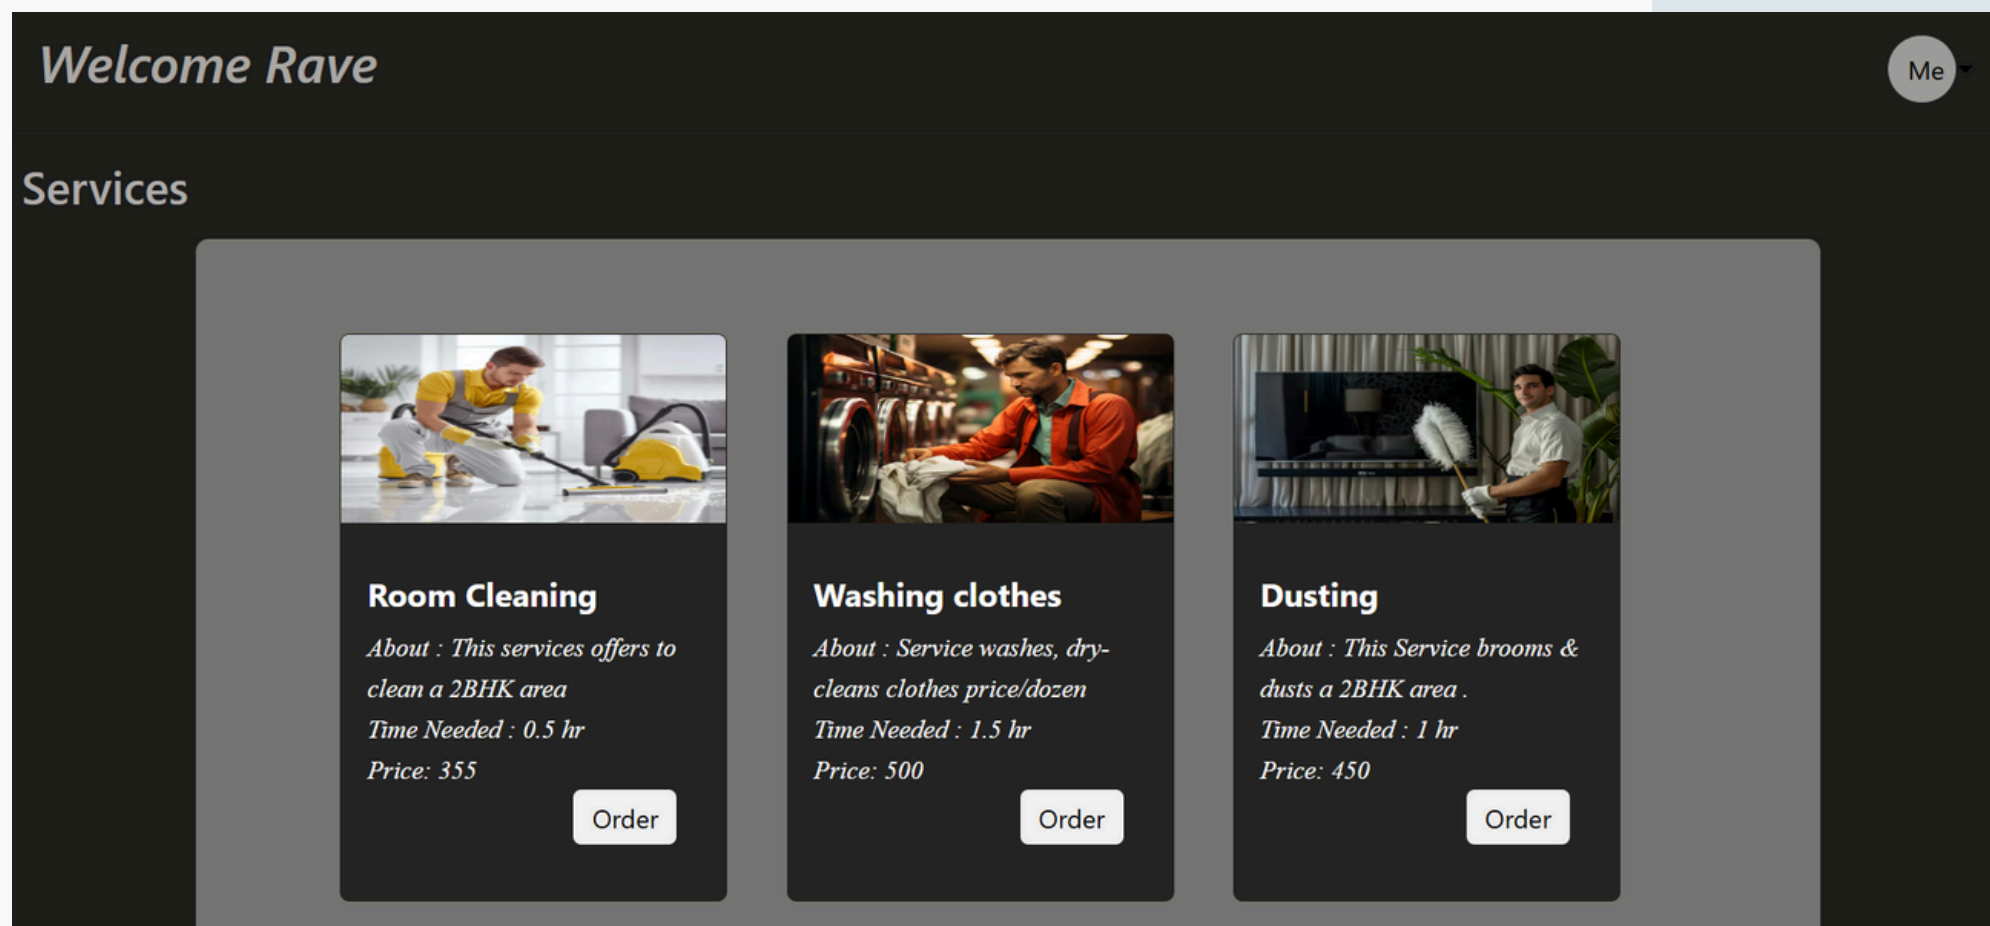 Welcome Rave
Me
Services
Room Cleaning
About : This services offers to
clean a 2BHK area
Time Needed : 0.5 hr
Price: 355
Order
Washing clothes
About : Service washes, dry-
cleans clothes price/dozen
Time Needed : 1.5 hr
Price: 500
Order
Dusting
About : This Service brooms &
dusts a 2BHK area .
Time Needed : 1 hr
Price: 450
Order